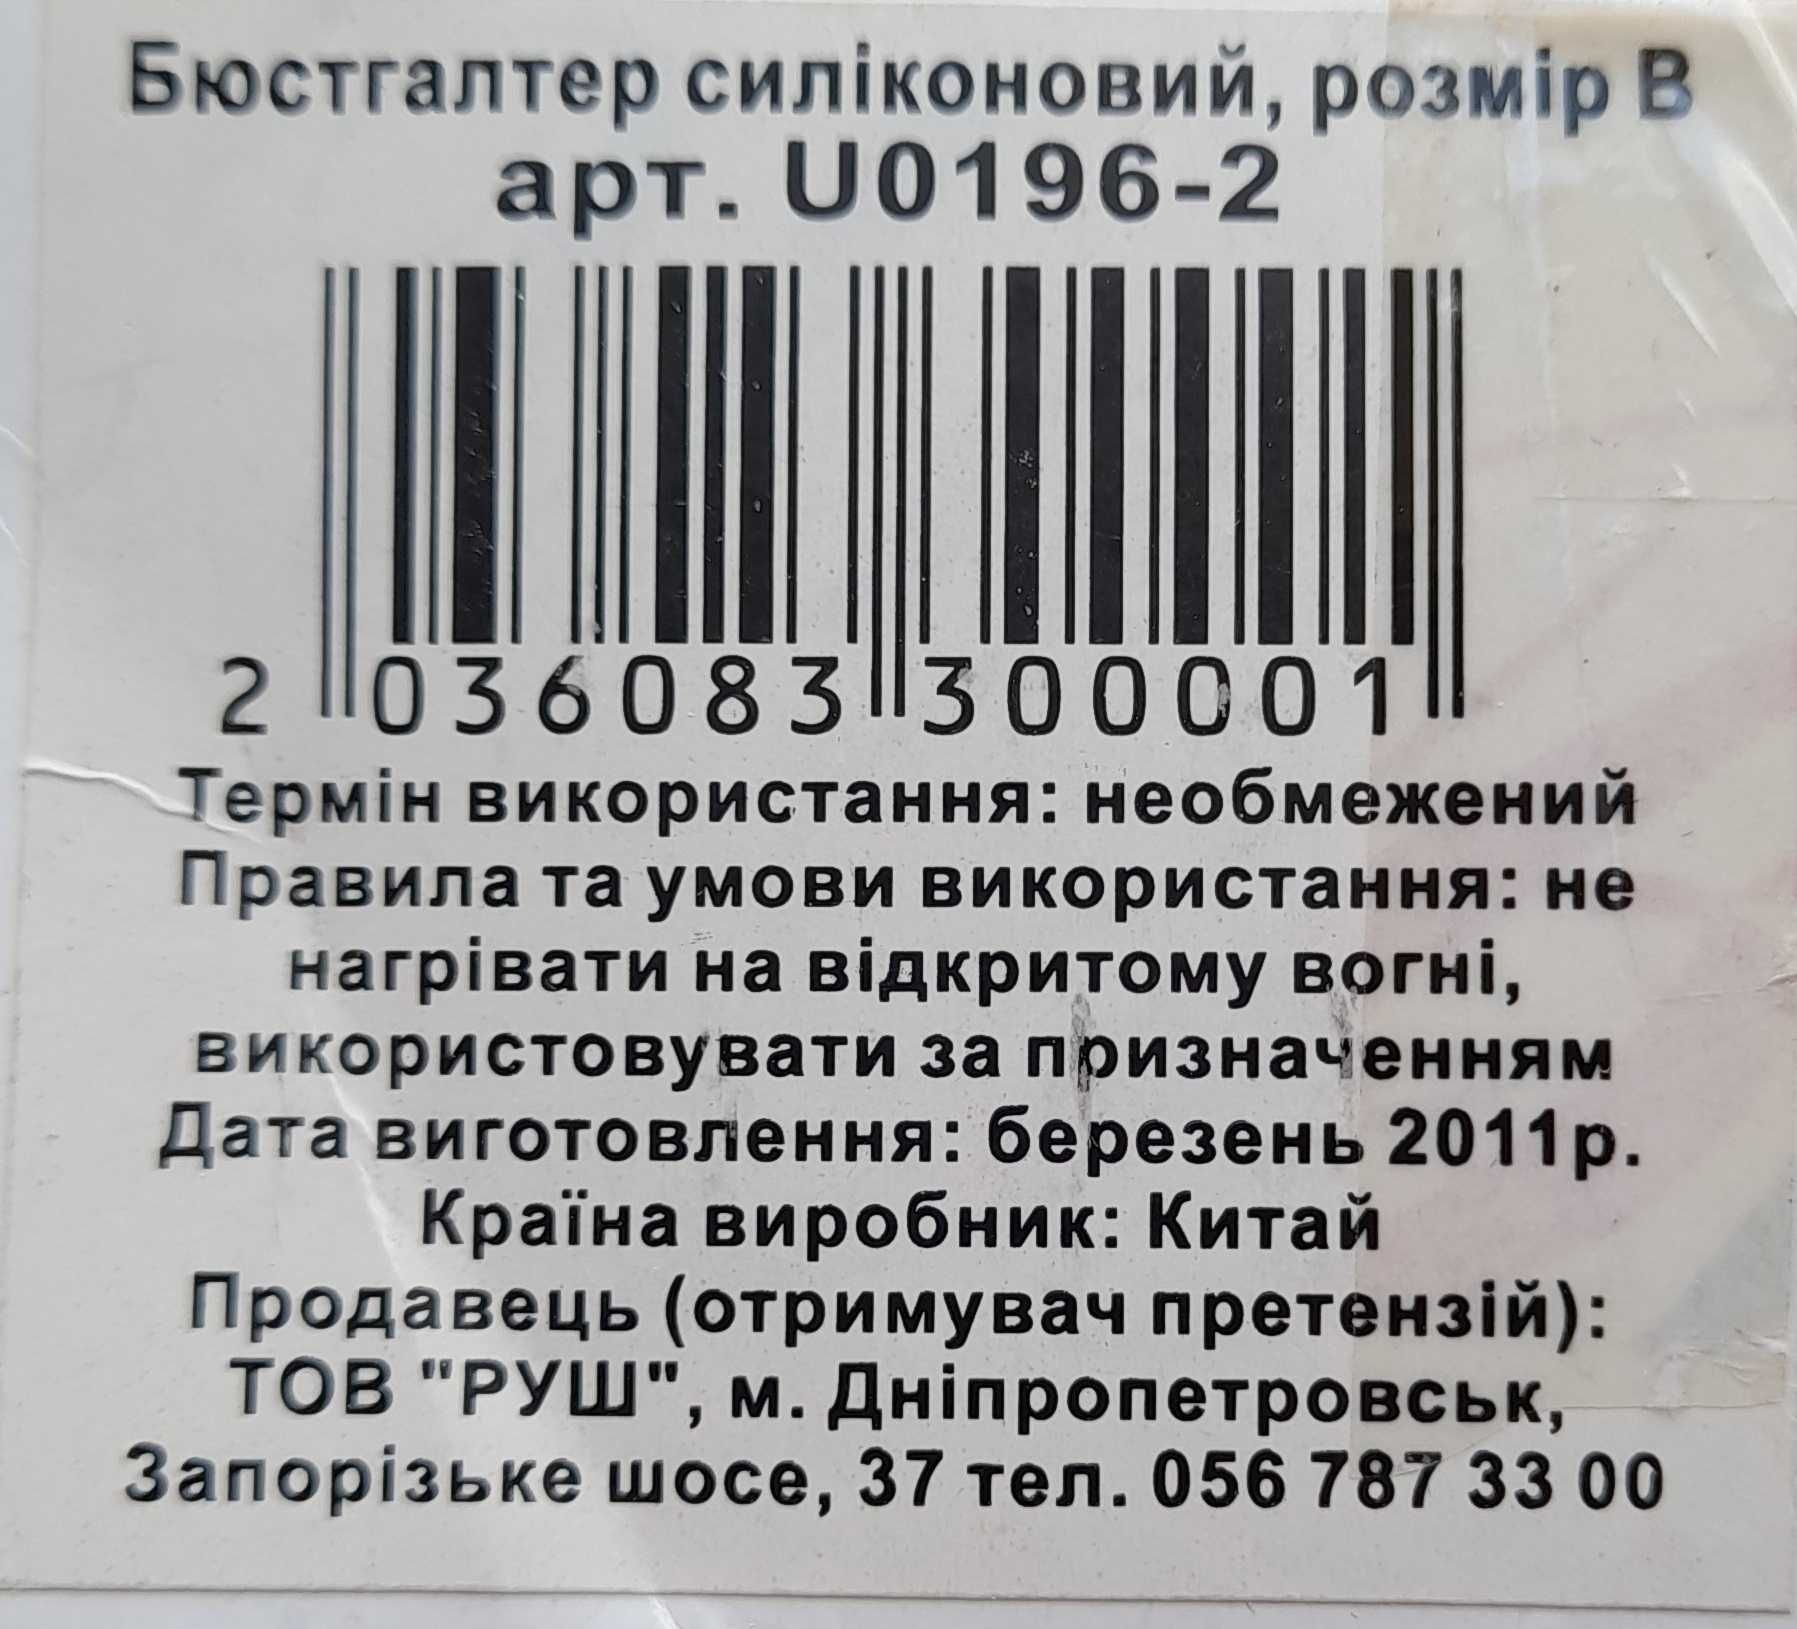 Бюстгалтер силіконовий, розмір В
арт. U0196-2
2 036083 300001
Термін використання: необмежений
Правила та умови використання: не
нагрівати на відкритому вогні,
використовувати за призначенням
Дата виготовлення: березень 2011р.
Країна виробник: Китай
Продавець (отримувач претензій):
ТОВ "РУШ", м. Дніпропетровськ,
Запорізьке шосе, 37 тел. 056 787 33 00